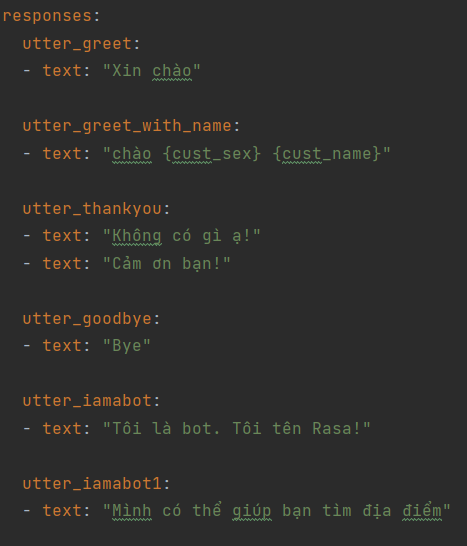 responses:
utter_greet:
- text: "Xin chào"
utter_greet_with_name:
- text: "chào {cust_sex} {cust_name}"
utter_thankyou:
- text: "Không có gì ạ!"
- text: "Cảm ơn bạn!"
utter_goodbye:
- text: "Bye"
utter_iamabot:
- text: "Tôi là bot. Tôi tên Rasa!"
utter_iamabot1:
- text: "Mình có thể giúp bạn tìm địa điểm"